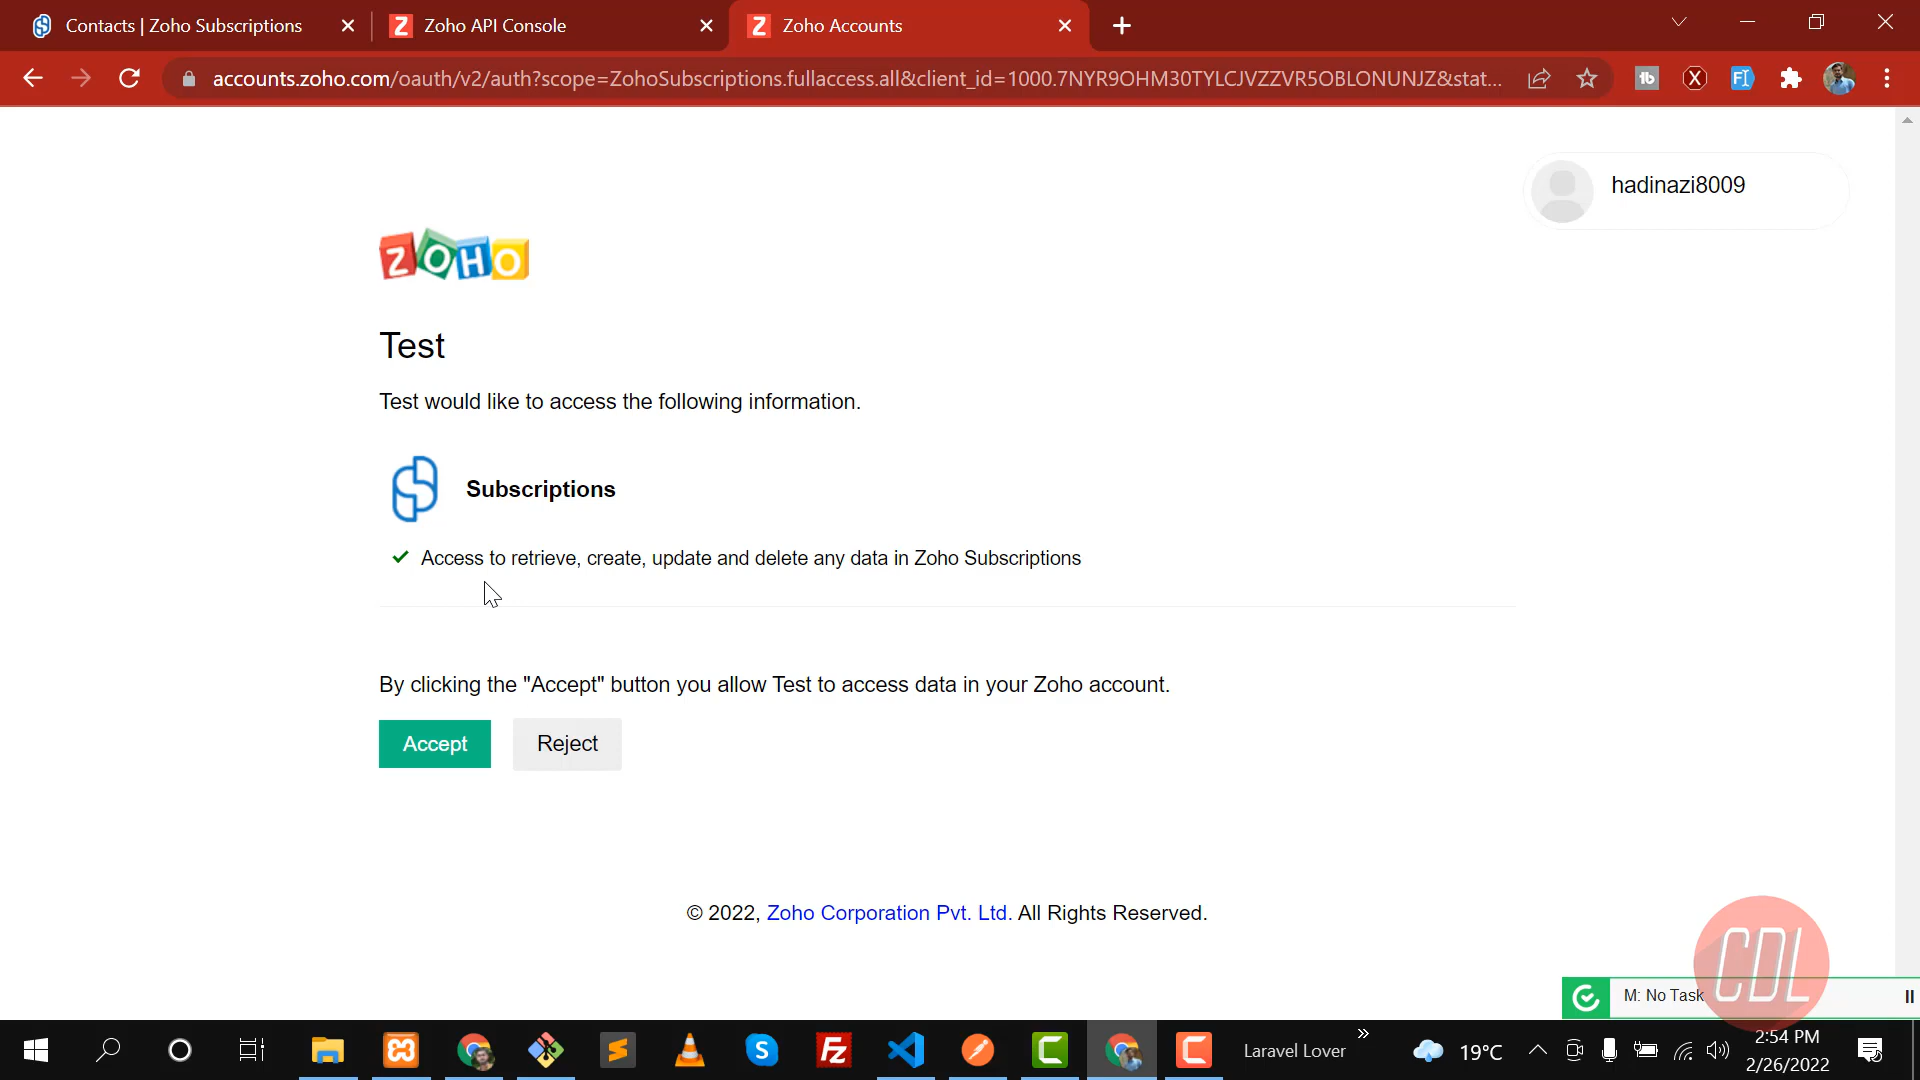 Contacts | Zoho Subscriptions
Zoho API Console
Zoho Accounts
accounts.zoho.com/oauth/v2/auth?scope=ZohoSubscriptions.fullaccess.all&client_id=1000.7NYR9OHM30TYLCJVZZVR5OBLONUNJZ&stat...
hadinazi8009
ZOHO
Test
Test would like to access the following information.
Subscriptions
Access to retrieve, create, update and delete any data in Zoho Subscriptions
By clicking the "Accept" button you allow Test to access data in your Zoho account.
Accept
Reject
© 2022, Zoho Corporation Pvt. Ltd. All Rights Reserved.
CDL
M: No Task
Laravel Lover
19°C
2:54 PM
2/26/2022